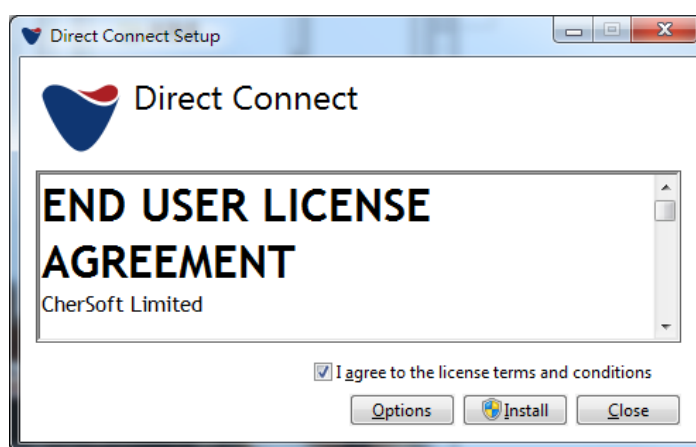 Direct Connect Setup
Direct Connect
END USER LICENSE
AGREEMENT
CherSoft Limited
I agree to the license terms and conditions
Options Install Close